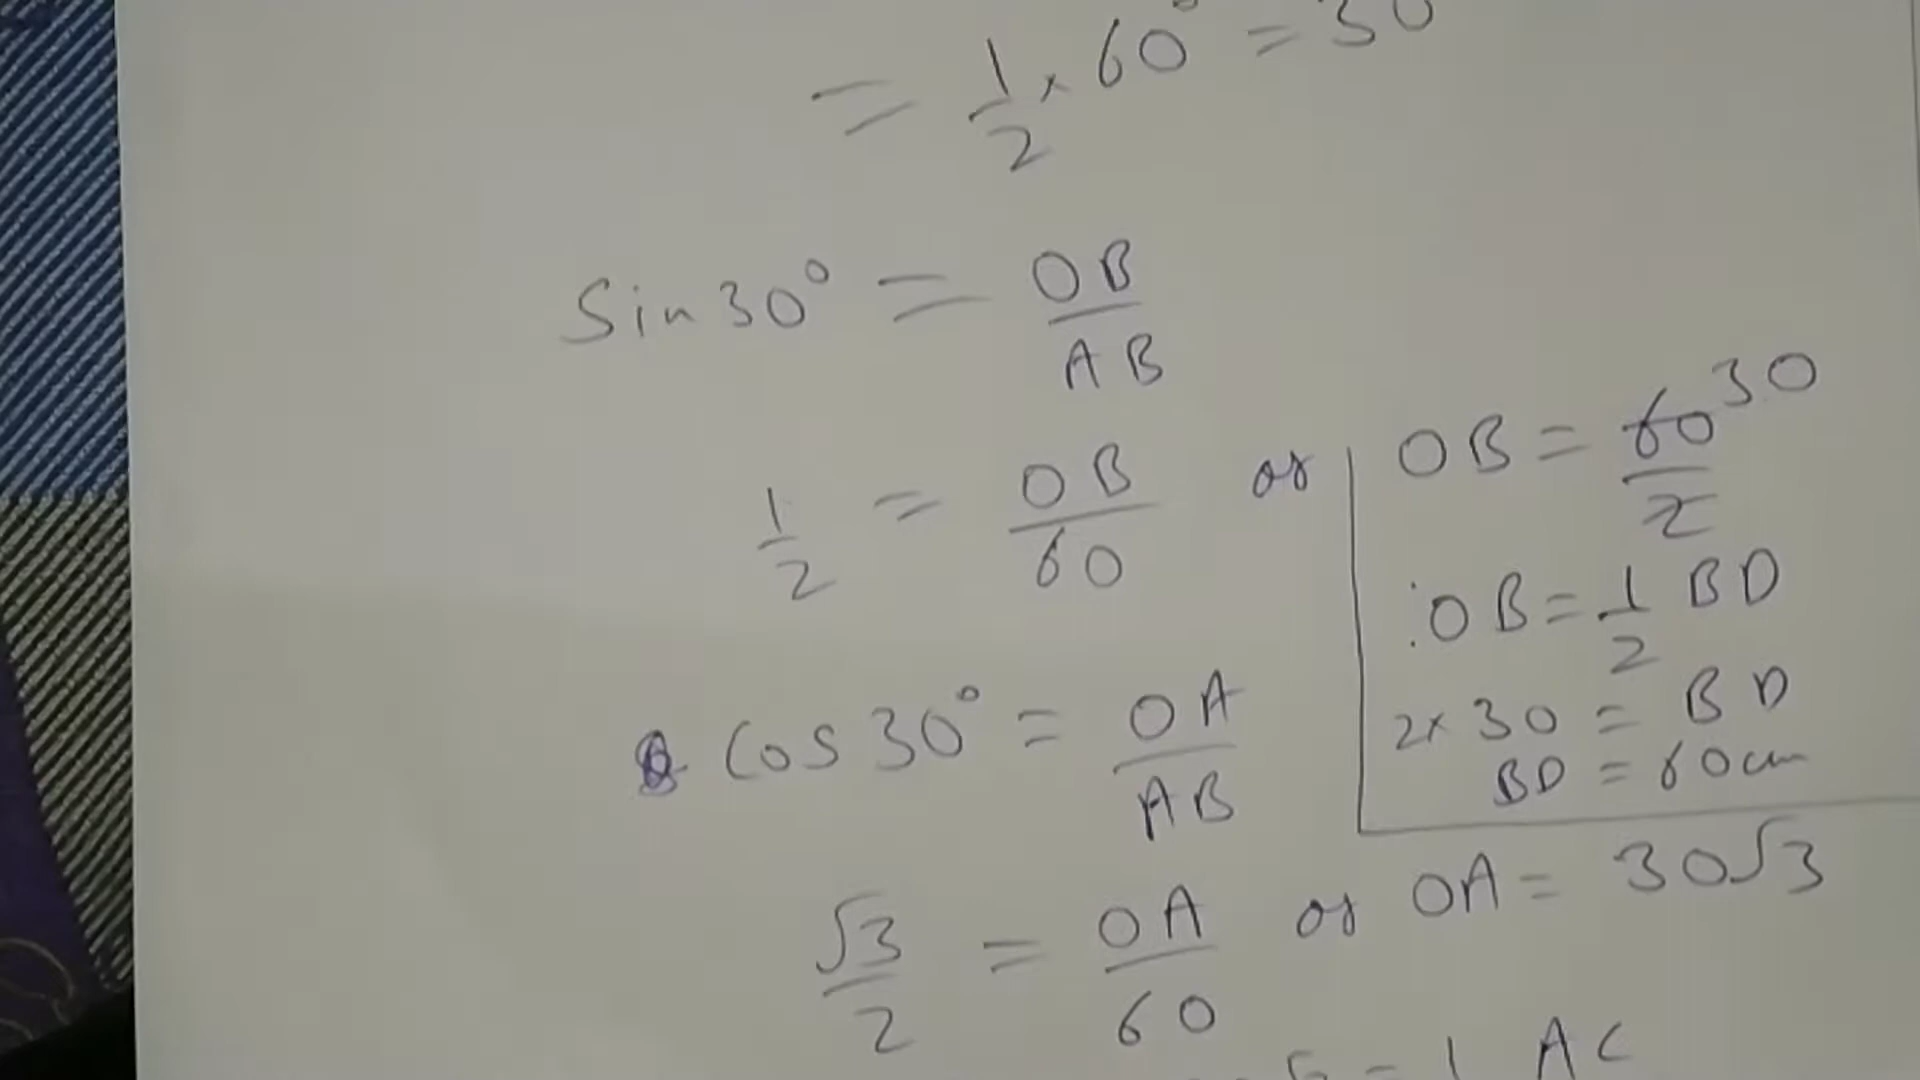 = 1/2 × 60° = 30
Sin 30° = OB/AB
1/2 = OB/60 or
OB = 60/2 30
∴ OB = 1/2 BD
2 × 30 = BD
BD = 60cm
Cos 30° = OA/AB
√3/2 = OA/60 or OA = 30√3
= 1 AC